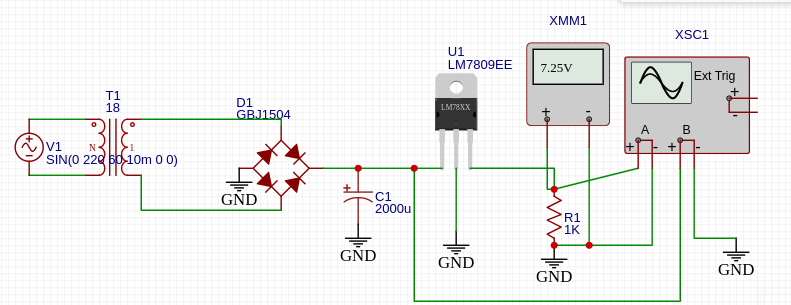 XMM1
XSC1
U1
LM7809EE
7.25V
Ext Trig
+
-
T1
18
D1
GBJ1504
LM78XX
+
-
A
B
+
-
+
-
V1
SIN(0 220 60 10m 0 0)
N
1
GND
+
C1
2000u
R1
1K
GND
GND
GND
GND